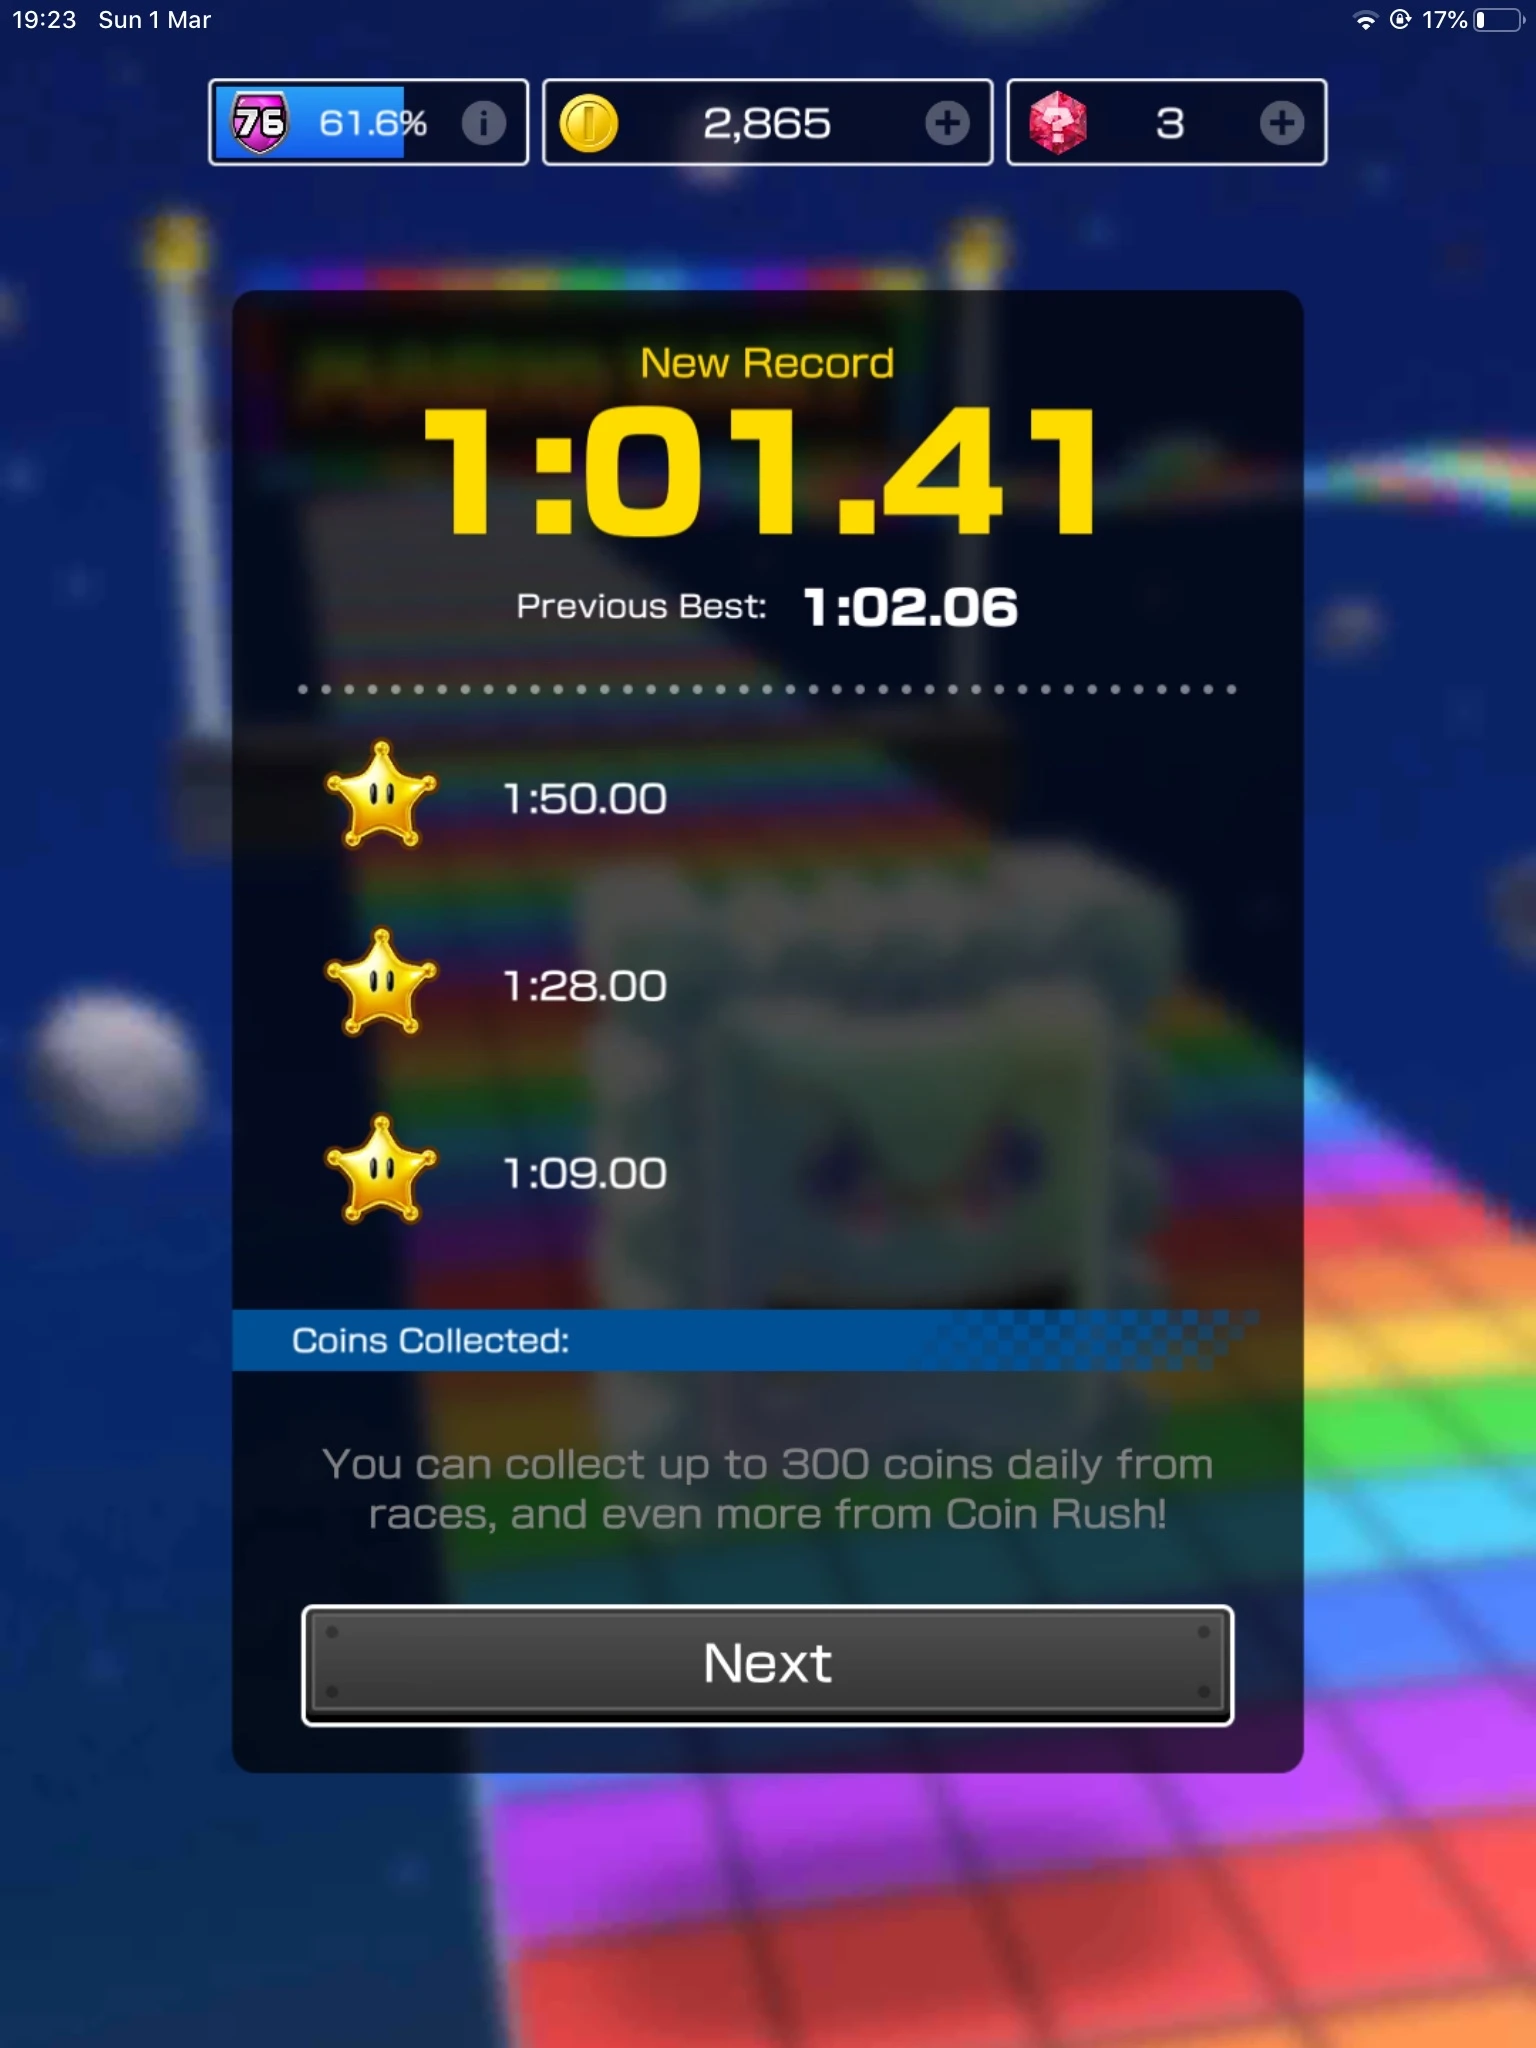 19:23 Sun 1 Mar 17%
76 61.6% i 2,865 + ? 3 +
New Record
1:01.41
Previous Best: 1:02.06
1:50.00
1:28.00
1:09.00
Coins Collected:
You can collect up to 300 coins daily from
races, and even more from Coin Rush!
Next